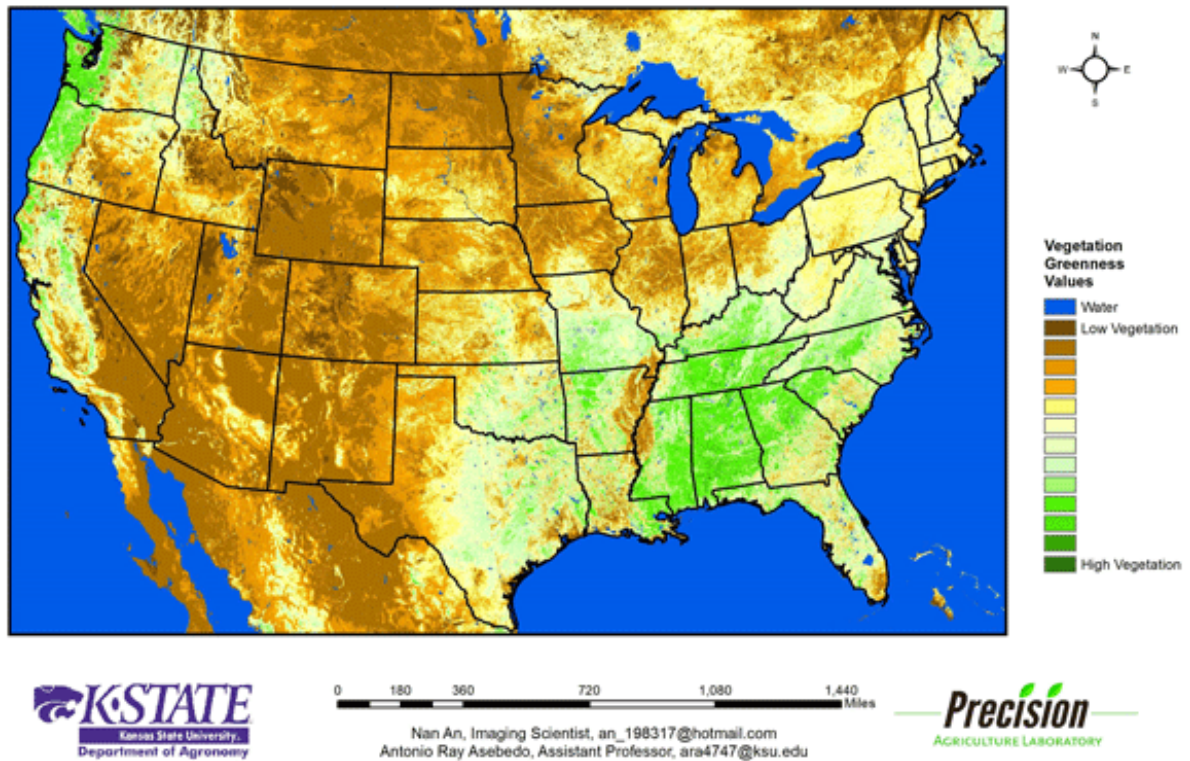 N
W
E
S
Vegetation
Greenness
Values
Water
Low Vegetation
High Vegetation
K-STATE
Kansas State University.
Department of Agronomy
0 180 360 720 1,080 1,440
Miles
Nan An, Imaging Scientist, an_198317@hotmail.com
Antonio Ray Asebedo, Assistant Professor, ara4747@ksu.edu
Precision
AGRICULTURE LABORATORY